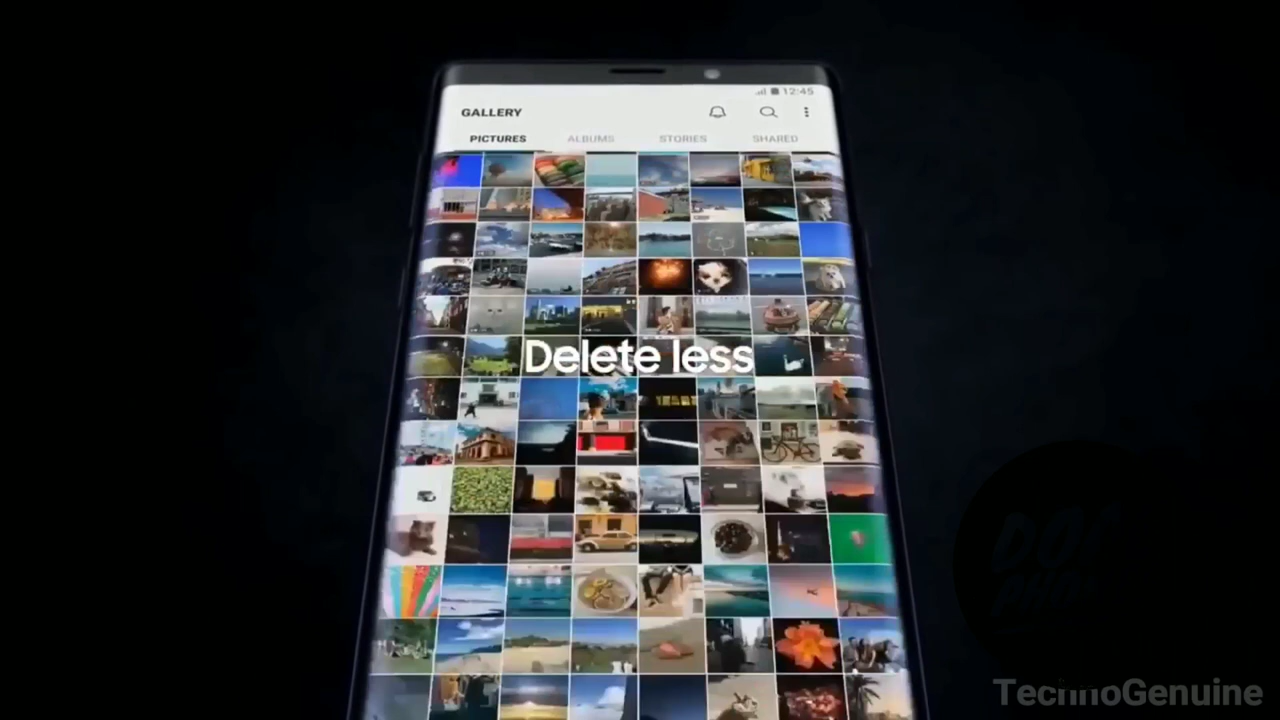 12:45
GALLERY
PICTURES ALBUMS STORIES SHARED
Delete less
TechnoGenuine